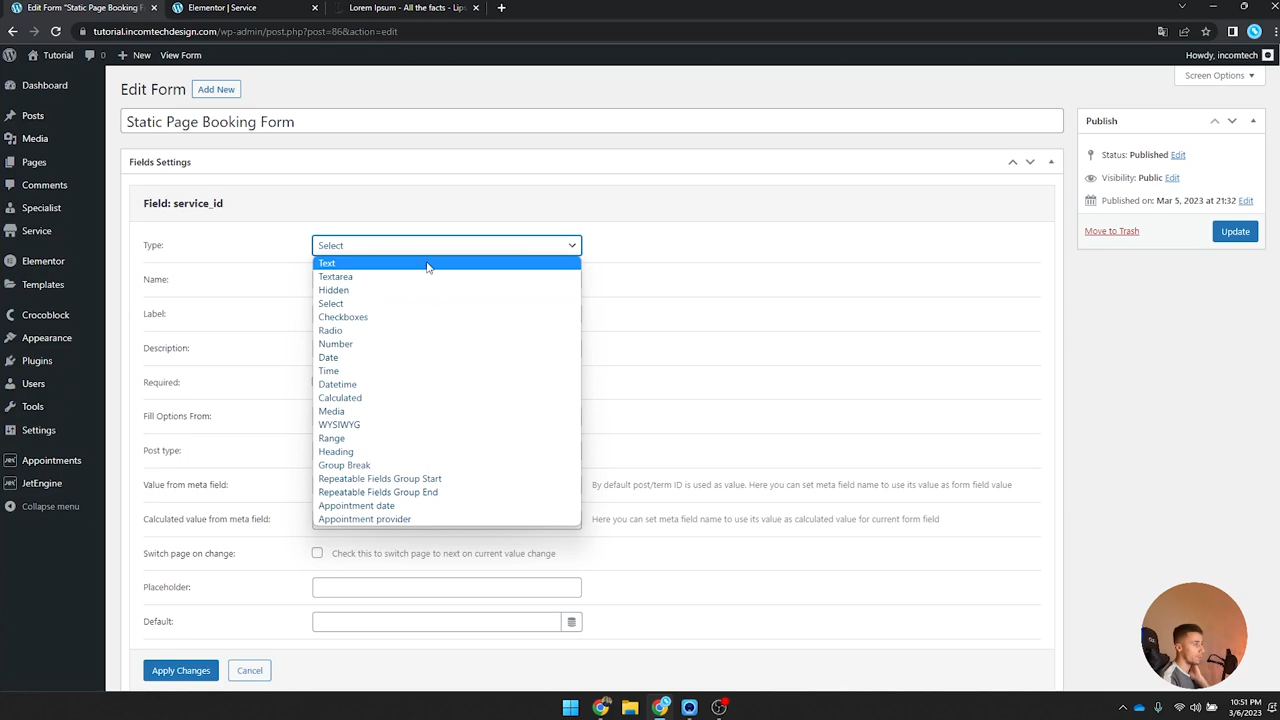 Edit Form "Static Page Booking F
Elementor | Service
Lorem Ipsum - All the facts - Lips
tutorial.incomtechdesign.com/wp-admin/post.php?post=86&action=edit
Tutorial
0
New
View Form
Howdy, incomtech
Screen Options
Dashboard
Posts
Media
Pages
Comments
Specialist
Service
Elementor
Templates
Crocoblock
Appearance
Plugins
Users
Tools
Settings
Appointments
JetEngine
Collapse menu
Edit Form
Add New
Static Page Booking Form
Fields Settings
Field: service_id
Type:
Select
Text
Textarea
Hidden
Select
Checkboxes
Radio
Number
Date
Time
Datetime
Calculated
Media
WYSIWYG
Range
Heading
Group Break
Repeatable Fields Group Start
Repeatable Fields Group End
Appointment date
Appointment provider
Name:
Label:
Description:
Required:
Fill Options From:
Post type:
Value from meta field:
By default post/term ID is used as value. Here you can set meta field name to use its value as form field value
Calculated value from meta field:
Here you can set meta field name to use its value as calculated value for current form field
Switch page on change:
Check this to switch page to next on current value change
Placeholder:
Default:
Apply Changes
Cancel
Publish
Status: Published Edit
Visibility: Public Edit
Published on: Mar 5, 2023 at 21:32 Edit
Move to Trash
Update
10:51 PM
3/6/2023